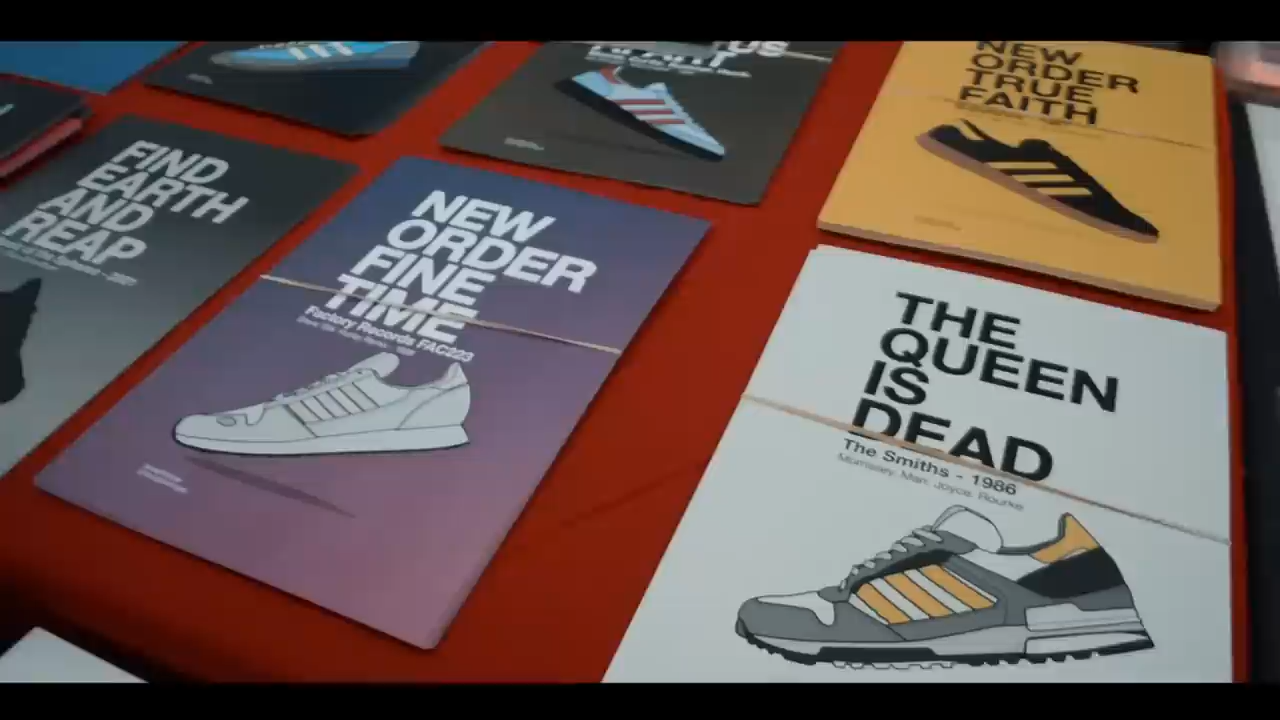 US
NEW
ORDER
TRUE
FAITH
FIND
EARTH
AND
REAP
NEW
ORDER
FINE
TIME
Factory Records FAC223
THE
QUEEN
IS
DEAD
The Smiths - 1986
Morrissey, Marr, Joyce, Rourke